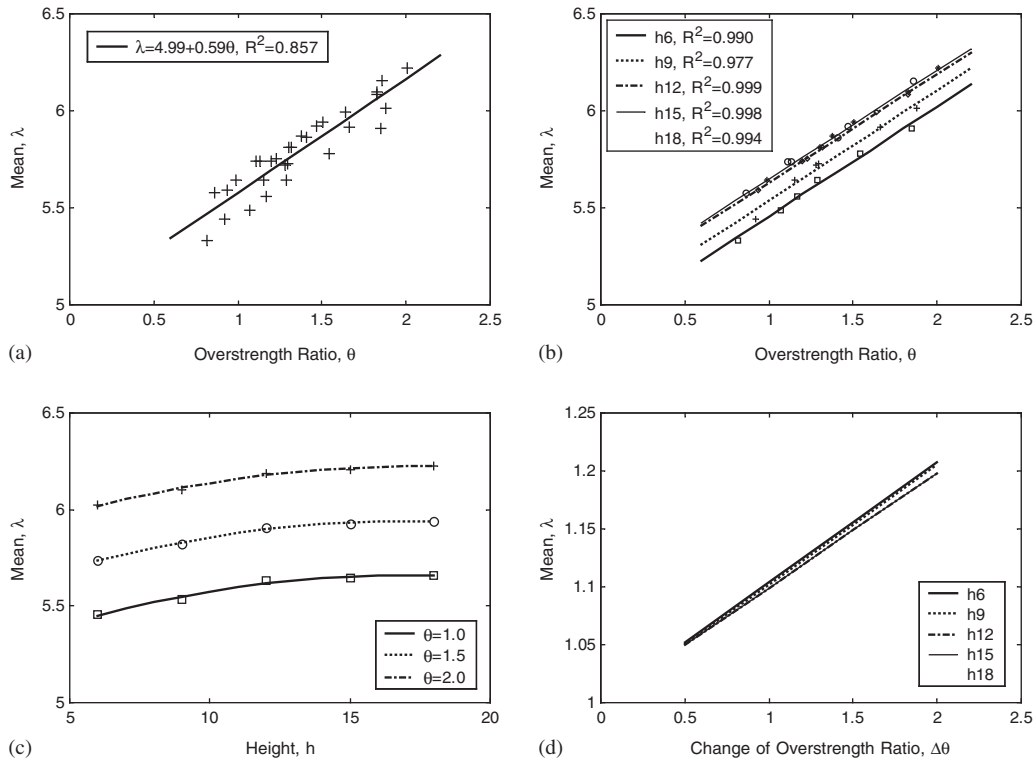 λ=4.99+0.59θ, R²=0.857
6.5
6
5.5
5
0
0.5
1
1.5
2
2.5
Mean, λ
Overstrength Ratio, θ
(a)
h6, R²=0.990
h9, R²=0.977
h12, R²=0.999
h15, R²=0.998
h18, R²=0.994
6.5
6
5.5
5
0
0.5
1
1.5
2
2.5
Mean, λ
Overstrength Ratio, θ
(b)
6.5
6
5.5
5
5
10
15
20
Mean, λ
θ=1.0
θ=1.5
θ=2.0
Height, h
(c)
1.25
1.2
1.15
1.1
1.05
1
0
0.5
1
1.5
2
2.5
Mean, λ
h6
h9
h12
h15
h18
Change of Overstrength Ratio, Δθ
(d)